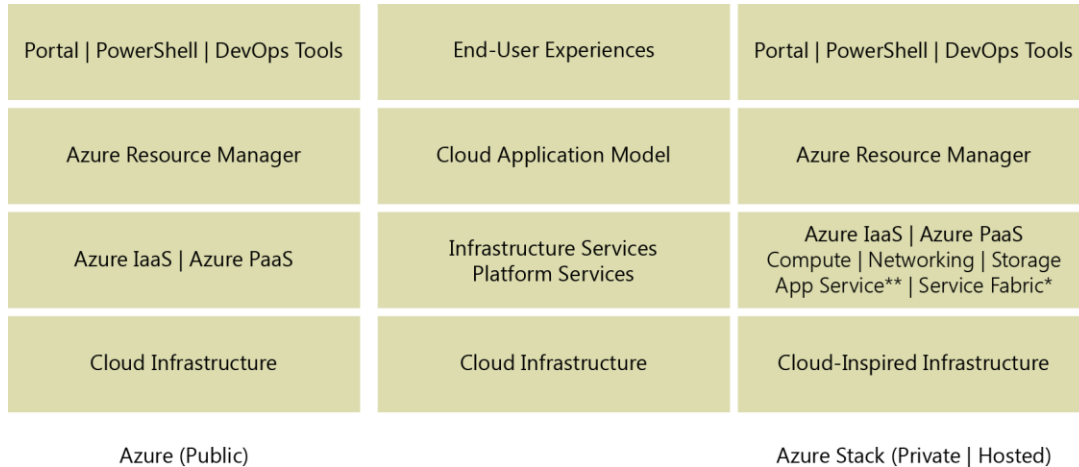 Portal | PowerShell | DevOps Tools
End-User Experiences
Portal | PowerShell | DevOps Tools
Azure Resource Manager
Cloud Application Model
Azure Resource Manager
Azure IaaS | Azure PaaS
Infrastructure Services
Platform Services
Azure IaaS | Azure PaaS
Compute | Networking | Storage
App Service** | Service Fabric*
Cloud Infrastructure
Cloud Infrastructure
Cloud-Inspired Infrastructure
Azure (Public)
Azure Stack (Private | Hosted)